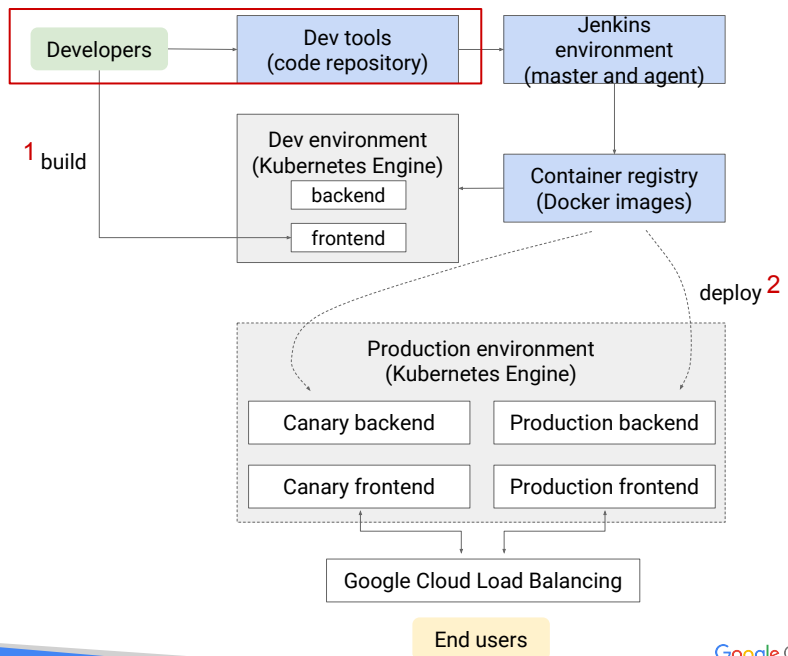 Developers
Dev tools
(code repository)
Jenkins
environment
(master and agent)
1 build
Dev environment
(Kubernetes Engine)
backend
frontend
Container registry
(Docker images)
deploy 2
Production environment
(Kubernetes Engine)
Canary backend
Production backend
Canary frontend
Production frontend
Google Cloud Load Balancing
End users
Google